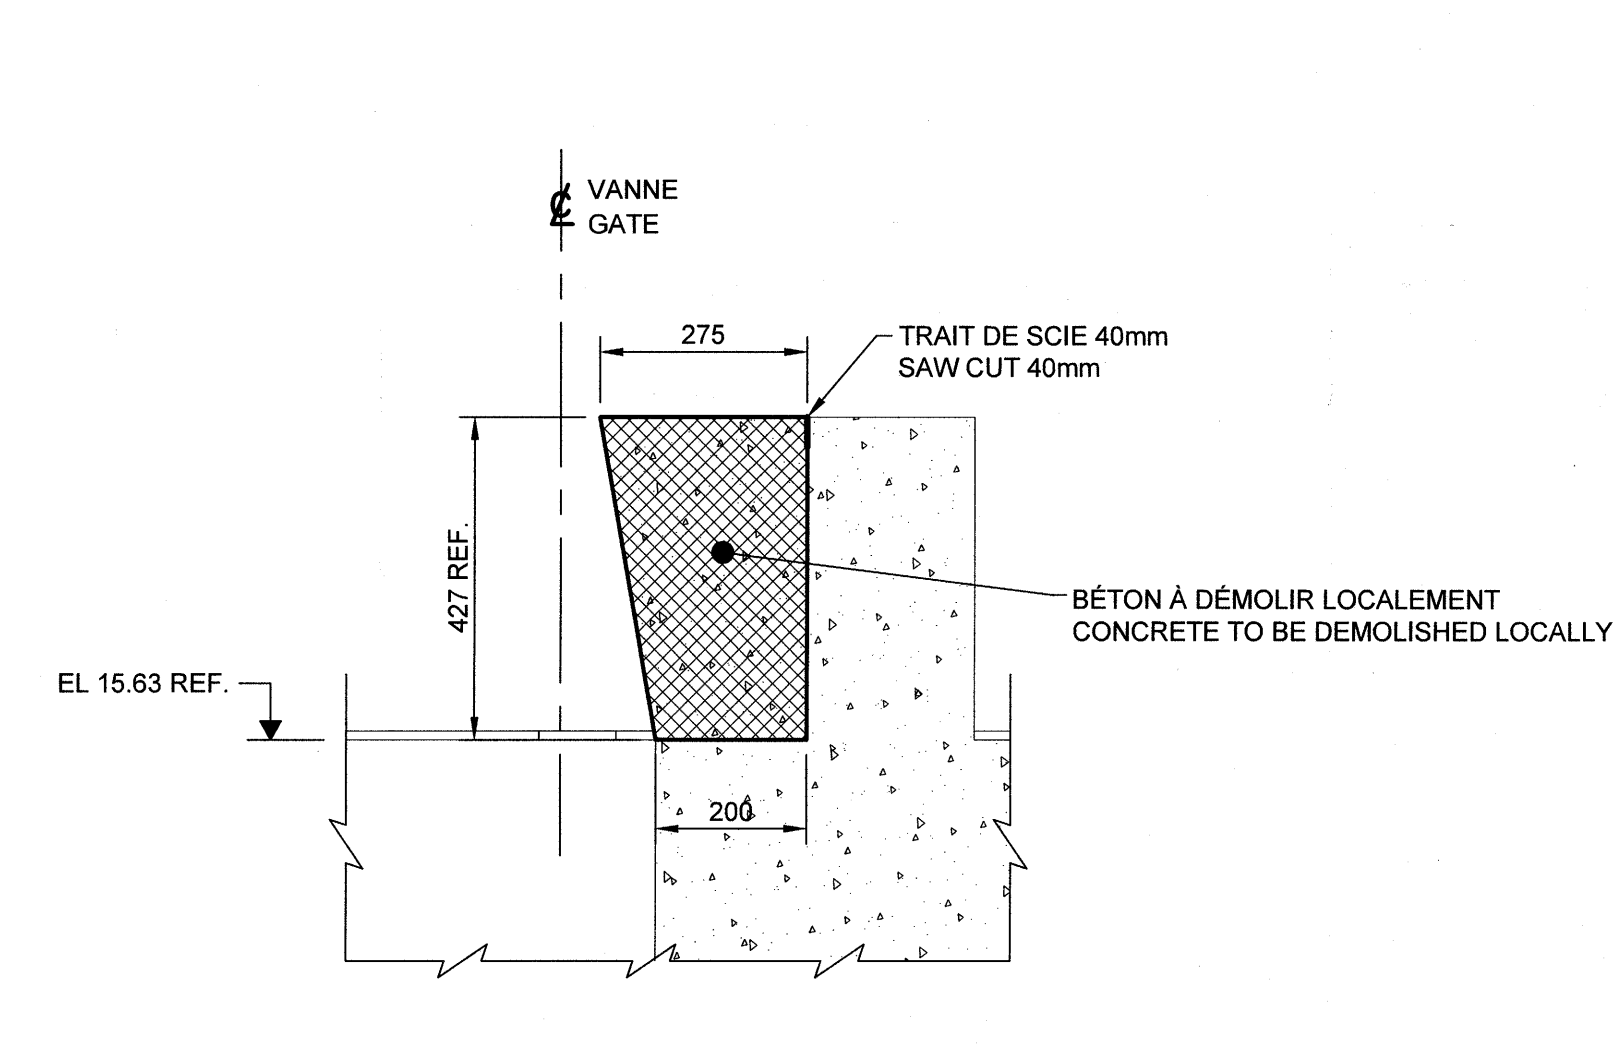 ℄ VANNE
GATE
275
TRAIT DE SCIE 40mm
SAW CUT 40mm
427 REF.
BÉTON À DÉMOLIR LOCALEMENT
CONCRETE TO BE DEMOLISHED LOCALLY
EL 15.63 REF.
200